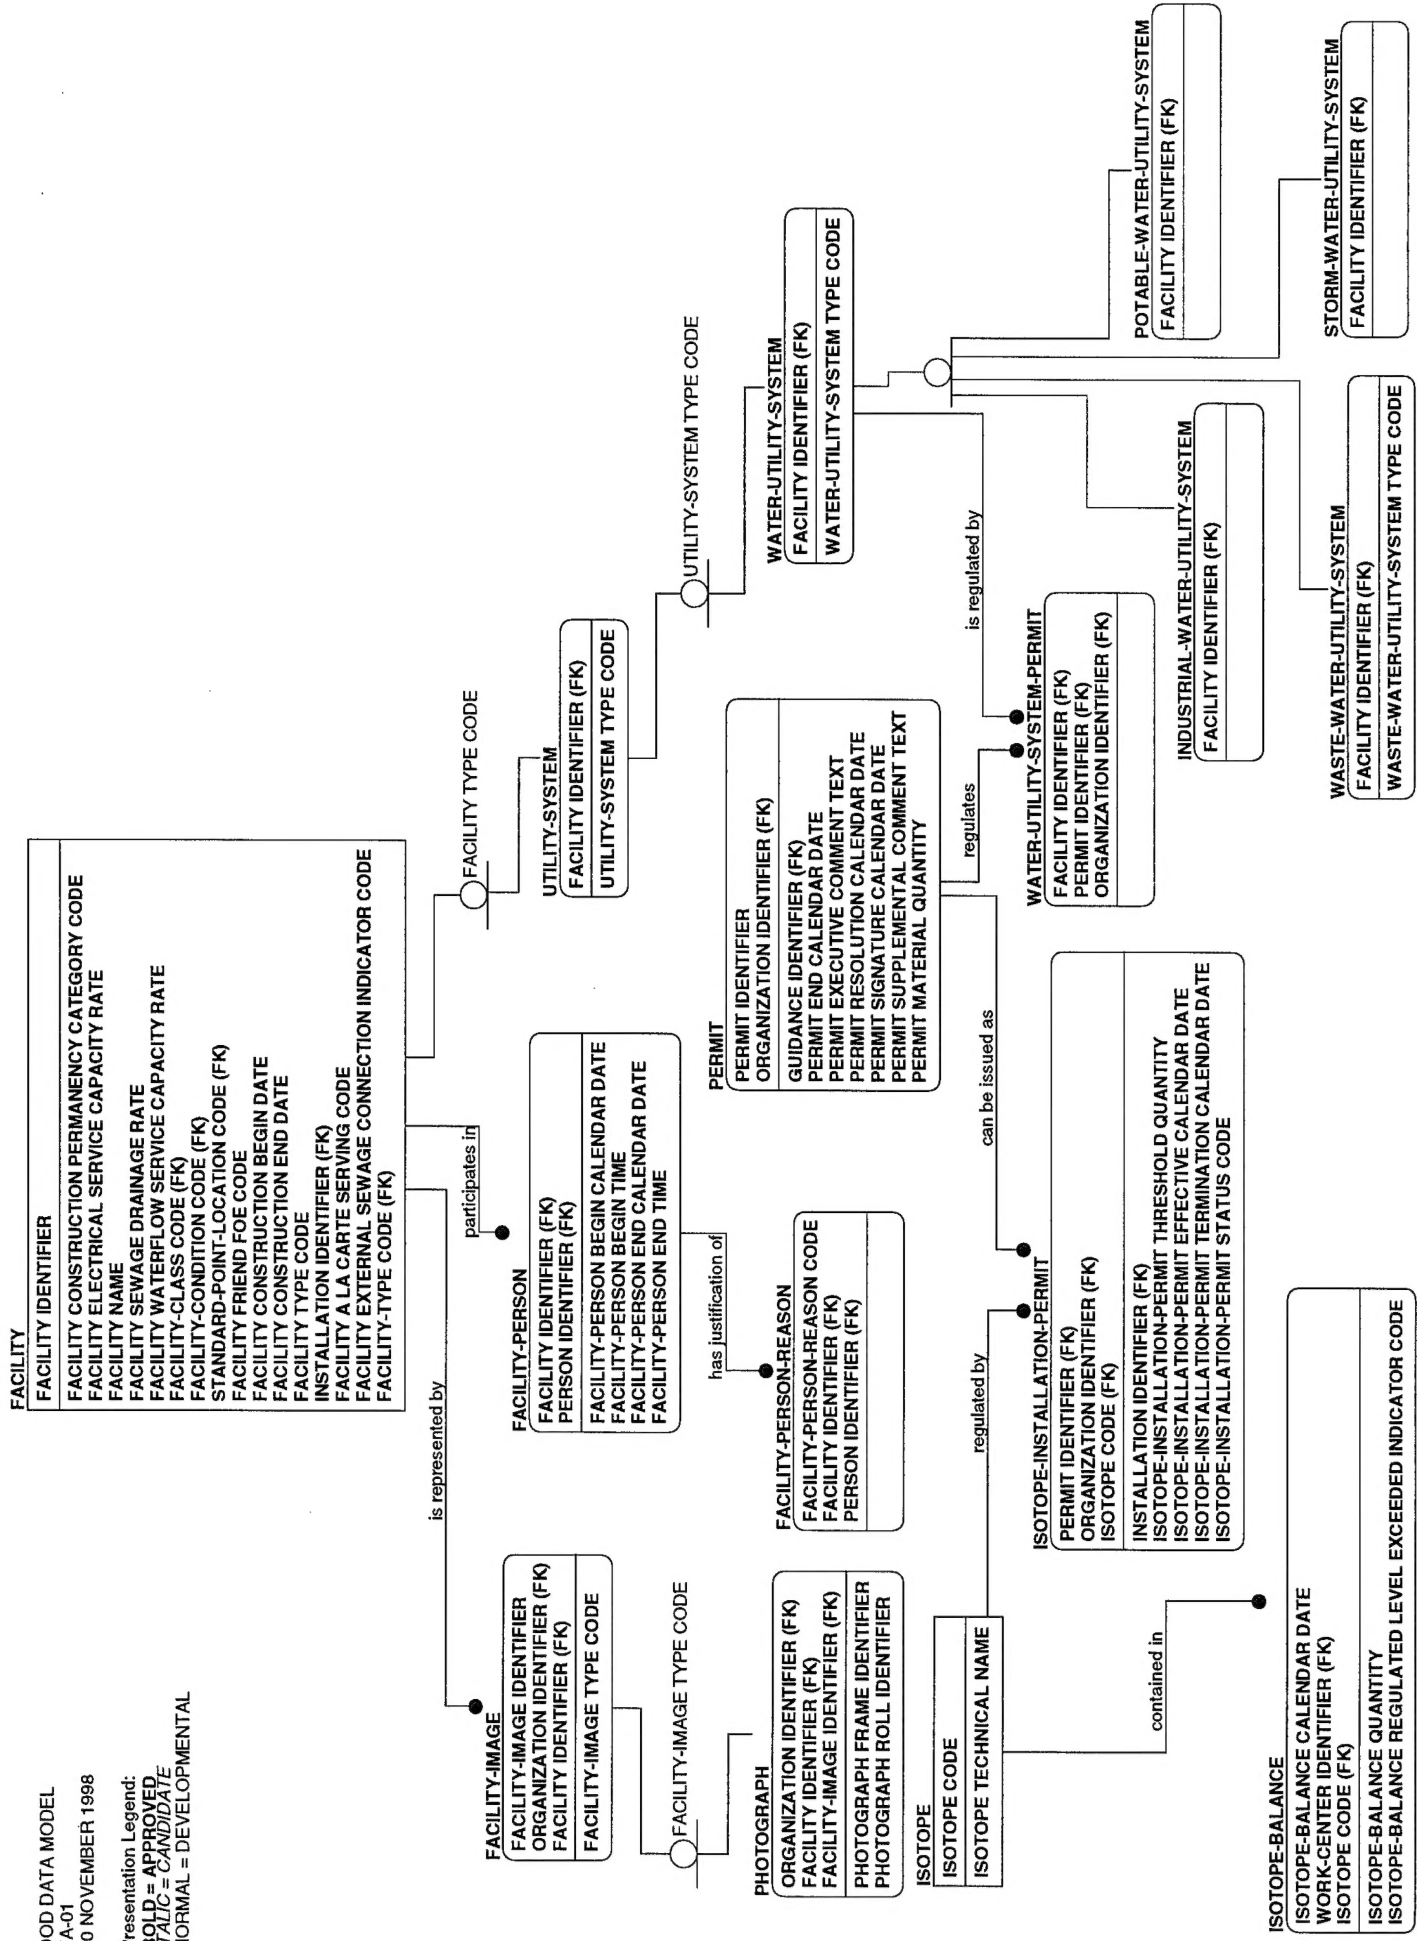 OOD DATA MODEL
A-01
0 NOVEMBER 1998
resentation Legend:
BOLD = APPROVED
TALIC = CANDIDATE
NORMAL = DEVELOPMENTAL
FACILITY
FACILITY IDENTIFIER
FACILITY CONSTRUCTION PERMANENCY CATEGORY CODE
FACILITY ELECTRICAL SERVICE CAPACITY RATE
FACILITY NAME
FACILITY SEWAGE DRAINAGE RATE
FACILITY WATERFLOW SERVICE CAPACITY RATE
FACILITY-CLASS CODE (FK)
FACILITY-CONDITION CODE (FK)
STANDARD-POINT-LOCATION CODE (FK)
FACILITY FRIEND FOE CODE
FACILITY CONSTRUCTION BEGIN DATE
FACILITY CONSTRUCTION END DATE
FACILITY TYPE CODE
INSTALLATION IDENTIFIER (FK)
FACILITY A LA CARTE SERVING CODE
FACILITY EXTERNAL SEWAGE CONNECTION INDICATOR CODE
FACILITY-TYPE CODE (FK)
is represented by
participates in
FACILITY TYPE CODE
FACILITY-IMAGE
FACILITY-IMAGE IDENTIFIER
ORGANIZATION IDENTIFIER (FK)
FACILITY IDENTIFIER (FK)
FACILITY-IMAGE TYPE CODE
FACILITY-PERSON
FACILITY IDENTIFIER (FK)
PERSON IDENTIFIER (FK)
FACILITY-PERSON BEGIN CALENDAR DATE
FACILITY-PERSON BEGIN TIME
FACILITY-PERSON END CALENDAR DATE
FACILITY-PERSON END TIME
UTILITY-SYSTEM
FACILITY IDENTIFIER (FK)
UTILITY-SYSTEM TYPE CODE
FACILITY-IMAGE TYPE CODE
has justification of
UTILITY-SYSTEM TYPE CODE
PHOTOGRAPH
ORGANIZATION IDENTIFIER (FK)
FACILITY IDENTIFIER (FK)
FACILITY-IMAGE IDENTIFIER (FK)
PHOTOGRAPH FRAME IDENTIFIER
PHOTOGRAPH ROLL IDENTIFIER
FACILITY-PERSON-REASON
FACILITY-PERSON-REASON CODE
FACILITY IDENTIFIER (FK)
PERSON IDENTIFIER (FK)
PERMIT
PERMIT IDENTIFIER
ORGANIZATION IDENTIFIER (FK)
GUIDANCE IDENTIFIER (FK)
PERMIT END CALENDAR DATE
PERMIT EXECUTIVE COMMENT TEXT
PERMIT RESOLUTION CALENDAR DATE
PERMIT SIGNATURE CALENDAR DATE
PERMIT SUPPLEMENTAL COMMENT TEXT
PERMIT MATERIAL QUANTITY
WATER-UTILITY-SYSTEM
FACILITY IDENTIFIER (FK)
WATER-UTILITY-SYSTEM TYPE CODE
ISOTOPE
ISOTOPE CODE
ISOTOPE TECHNICAL NAME
regulated by
can be issued as
regulates
is regulated by
ISOTOPE-INSTALLATION-PERMIT
PERMIT IDENTIFIER (FK)
ORGANIZATION IDENTIFIER (FK)
ISOTOPE CODE (FK)
INSTALLATION IDENTIFIER (FK)
ISOTOPE-INSTALLATION-PERMIT THRESHOLD QUANTITY
ISOTOPE-INSTALLATION-PERMIT EFFECTIVE CALENDAR DATE
ISOTOPE-INSTALLATION-PERMIT TERMINATION CALENDAR DATE
ISOTOPE-INSTALLATION-PERMIT STATUS CODE
WATER-UTILITY-SYSTEM-PERMIT
FACILITY IDENTIFIER (FK)
PERMIT IDENTIFIER (FK)
ORGANIZATION IDENTIFIER (FK)
POTABLE-WATER-UTILITY-SYSTEM
FACILITY IDENTIFIER (FK)
INDUSTRIAL-WATER-UTILITY-SYSTEM
FACILITY IDENTIFIER (FK)
contained in
ISOTOPE-BALANCE
ISOTOPE-BALANCE CALENDAR DATE
WORK-CENTER IDENTIFIER (FK)
ISOTOPE CODE (FK)
ISOTOPE-BALANCE QUANTITY
ISOTOPE-BALANCE REGULATED LEVEL EXCEEDED INDICATOR CODE
WASTE-WATER-UTILITY-SYSTEM
FACILITY IDENTIFIER (FK)
WASTE-WATER-UTILITY-SYSTEM TYPE CODE
STORM-WATER-UTILITY-SYSTEM
FACILITY IDENTIFIER (FK)